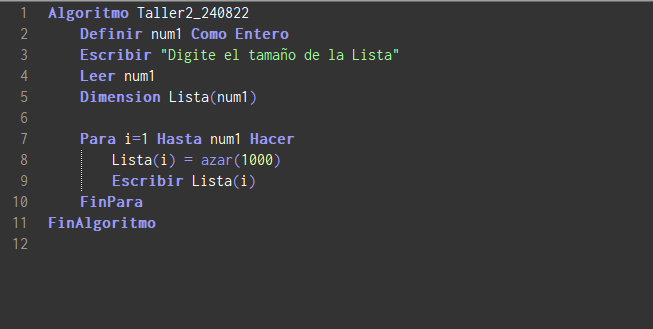 1 Algoritmo Taller2_240822
2 Definir num1 Como Entero
3 Escribir "Digite el tamaño de la Lista"
4 Leer num1
5 Dimension Lista(num1)
6
7 Para i=1 Hasta num1 Hacer
8 Lista(i) = azar(1000)
9 Escribir Lista(i)
10 FinPara
11 FinAlgoritmo
12